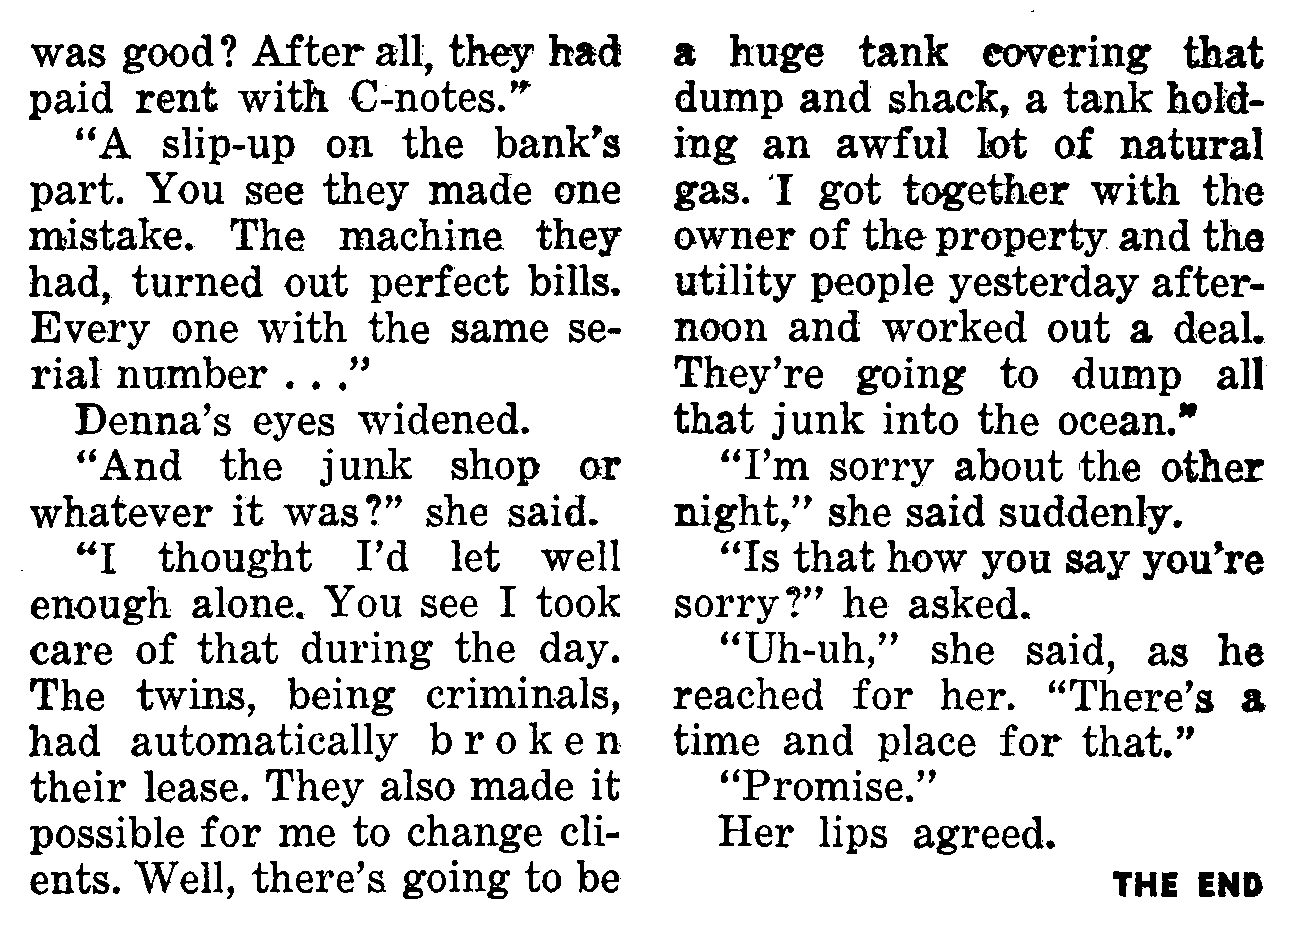 was good? After all, they had
paid rent with C-notes."
"A slip-up on the bank's
part. You see they made one
mistake. The machine they
had, turned out perfect bills.
Every one with the same se-
rial number . . ."
Denna's eyes widened.
"And the junk shop or
whatever it was?" she said.
"I thought I'd let well
enough alone. You see I took
care of that during the day.
The twins, being criminals,
had automatically broken
their lease. They also made it
possible for me to change cli-
ents. Well, there's going to be
a huge tank covering that
dump and shack, a tank hold-
ing an awful lot of natural
gas. I got together with the
owner of the property and the
utility people yesterday after-
noon and worked out a deal.
They're going to dump all
that junk into the ocean."
"I'm sorry about the other
night," she said suddenly.
"Is that how you say you're
sorry?" he asked.
"Uh-uh," she said, as he
reached for her. "There's a
time and place for that."
"Promise."
Her lips agreed.
THE END